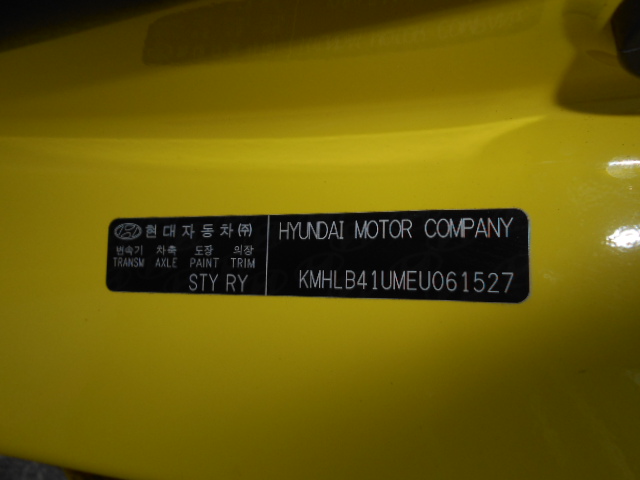 현대자동차㈜
변속기 차축 도장 의장
TRANSM AXLE PAINT TRIM
STY RY
HYUNDAI MOTOR COMPANY
KMHLB41UMEU061527